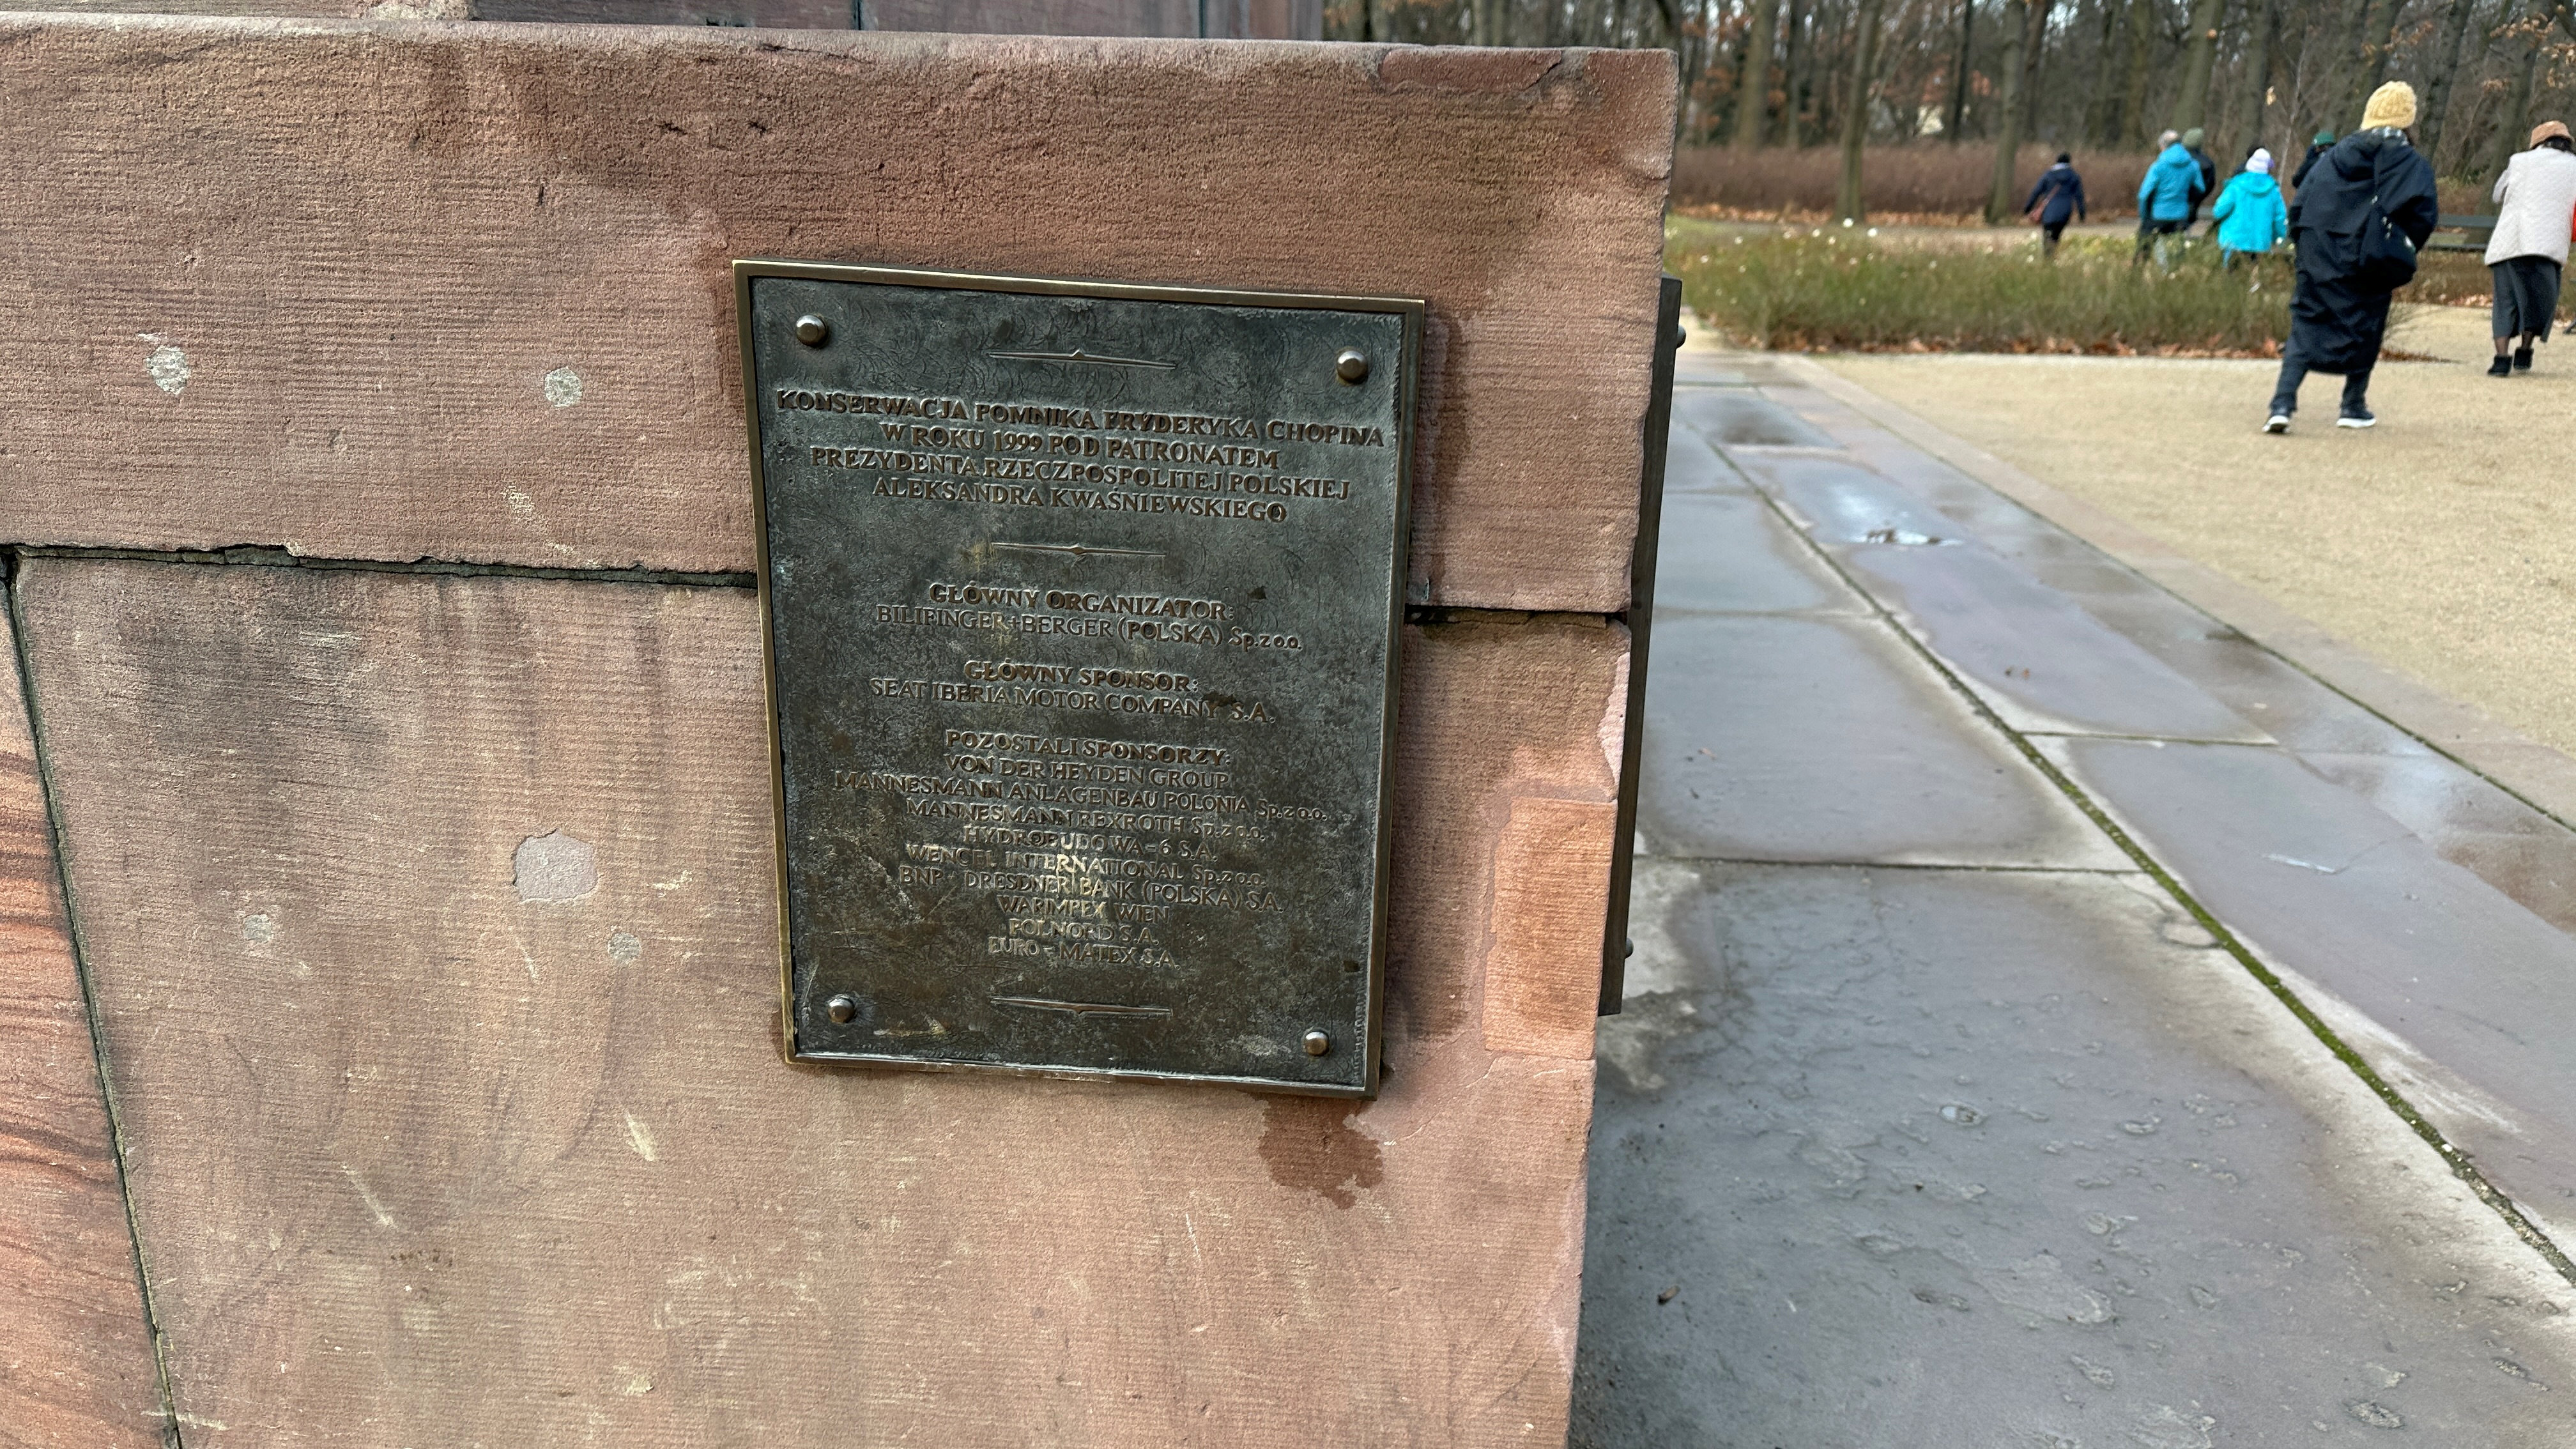 KONSERWACJA POMNIKA FRYDERYKA CHOPINA
W ROKU 1999 POD PATRONATEM
PREZYDENTA RZECZPOSPOLITEJ POLSKIEJ
ALEKSANDRA KWAŚNIEWSKIEGO
GŁÓWNY ORGANIZATOR:
BILIFINGER+BERGER (POLSKA) Sp.z o.o.
GŁÓWNY SPONSOR:
SEAT IBERIA MOTOR COMPANY S.A.
POZOSTALI SPONSORZY:
VON DER HEYDEN GROUP
MANNESMANN ANLAGENBAU POLONIA Sp.z o.o.
MANNESMANN REXROTH Sp.z o.o.
HYDROBUDOWA-6 S.A.
WENCEL INTERNATIONAL Sp.z o.o.
BNP - DRESDNER BANK (POLSKA) S.A.
WARIMPEX WIEN
POLNORD S.A.
EURO - MATEX S.A.